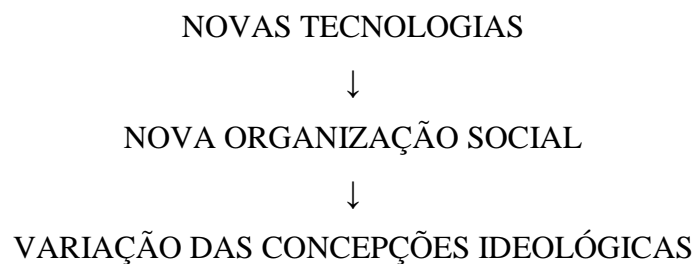 NOVAS TECNOLOGIAS
↓
NOVA ORGANIZAÇÃO SOCIAL
↓
VARIAÇÃO DAS CONCEPÇÕES IDEOLÓGICAS